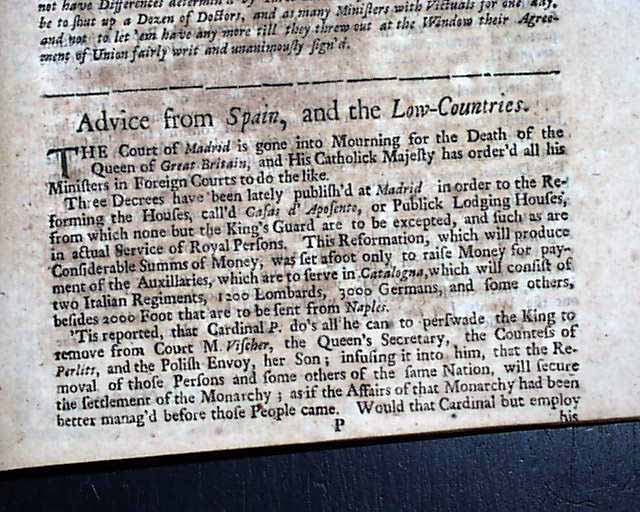 not have Differences determin'd by
be to shut up a Dozen of Doctors, and as many Ministers with Victuals for one day,
and not to let 'em have any more till they threw out at the Window their Agree-
ment of Union fairly writ and unanimously sign'd.
Advice from Spain, and the Low-Countries.
THE Court of Madrid is gone into Mourning for the Death of the
Queen of Great Britain, and His Catholick Majesty has order'd all his
Ministers in Foreign Courts to do the like.
Three Decrees have been lately publish'd at Madrid in order to the Re-
forming the Houses, call'd Casas d' Aposento, or Publick Lodging Houses,
from which none but the King's Guard are to be excepted, and such as are
in actual Service of Royal Persons. This Reformation, which will produce
Considerable Summs of Money, was set afoot only to raise Money for pay-
ment of the Auxiliaries, which are to serve in Catalogna, which will consist of
two Italian Regiments, 1200 Lombards, 3000 Germans, and some others,
besides 2000 Foot that are to be sent from Naples.
'Tis reported, that Cardinal P. do's all he can to perswade the King to
remove from Court M. Vischer, the Queen's Secretary, the Countess of
Perlits, and the Polish Envoy, her Son; infusing it into him, that the Re-
moval of those Persons and some others of the same Nation, will secure
the settlement of the Monarchy; as if the Affairs of that Monarchy had been
better manag'd before those People came. Would that Cardinal but employ
P his